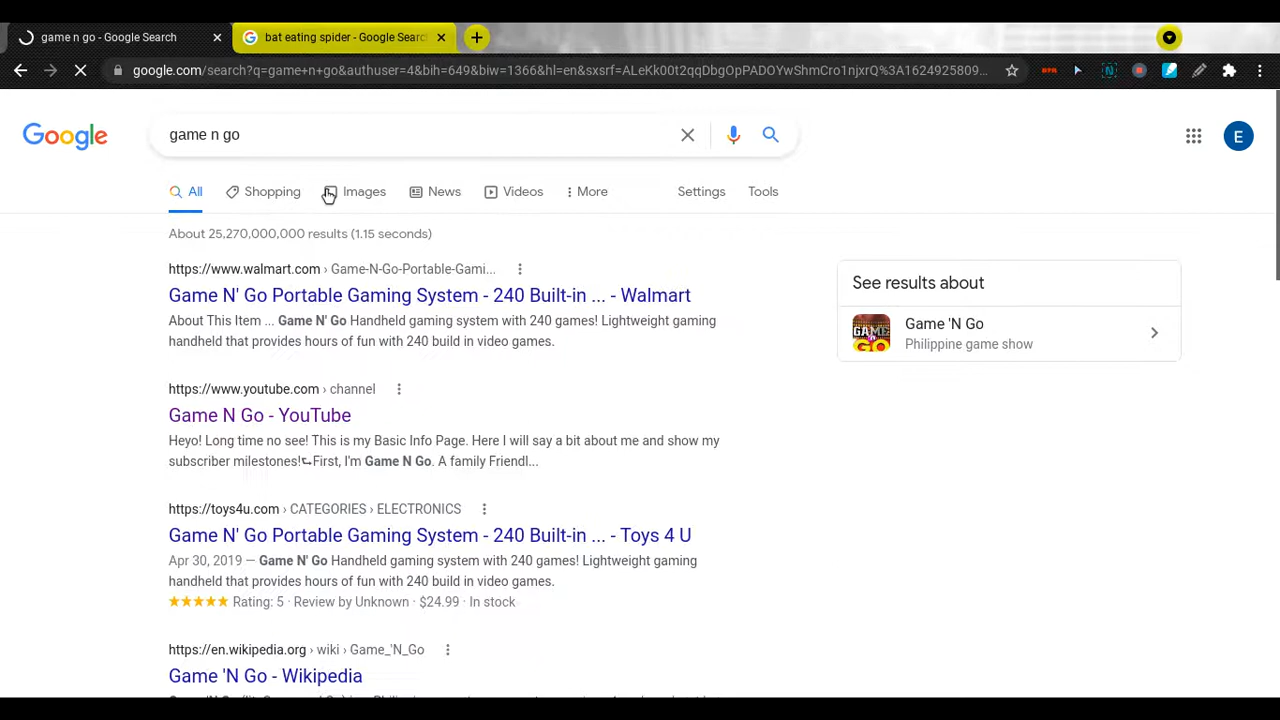 game n go - Google Search
bat eating spider - Google Searc
google.com/search?q=game+n+go&authuser=4&bih=649&biw=1366&hl=en&sxsrf=ALeKk00t2qqDbgOpPADOYwShmCro1njxrQ%3A1624925809...
Google
game n go
E
All Shopping Images News Videos More Settings Tools
About 25,270,000,000 results (1.15 seconds)
https://www.walmart.com › Game-N-Go-Portable-Gami...
Game N' Go Portable Gaming System - 240 Built-in ... - Walmart
About This Item ... Game N' Go Handheld gaming system with 240 games! Lightweight gaming
handheld that provides hours of fun with 240 build in video games.
See results about
GAME N GO
Game 'N Go
Philippine game show
https://www.youtube.com › channel
Game N Go - YouTube
Heyo! Long time no see! This is my Basic Info Page. Here I will say a bit about me and show my
subscriber milestones!⮡First, I'm Game N Go. A family Friendl...
https://toys4u.com › CATEGORIES › ELECTRONICS
Game N' Go Portable Gaming System - 240 Built-in ... - Toys 4 U
Apr 30, 2019 — Game N' Go Handheld gaming system with 240 games! Lightweight gaming
handheld that provides hours of fun with 240 build in video games.
★★★★★ Rating: 5 · Review by Unknown · $24.99 · In stock
https://en.wikipedia.org › wiki › Game_'N_Go
Game 'N Go - Wikipedia